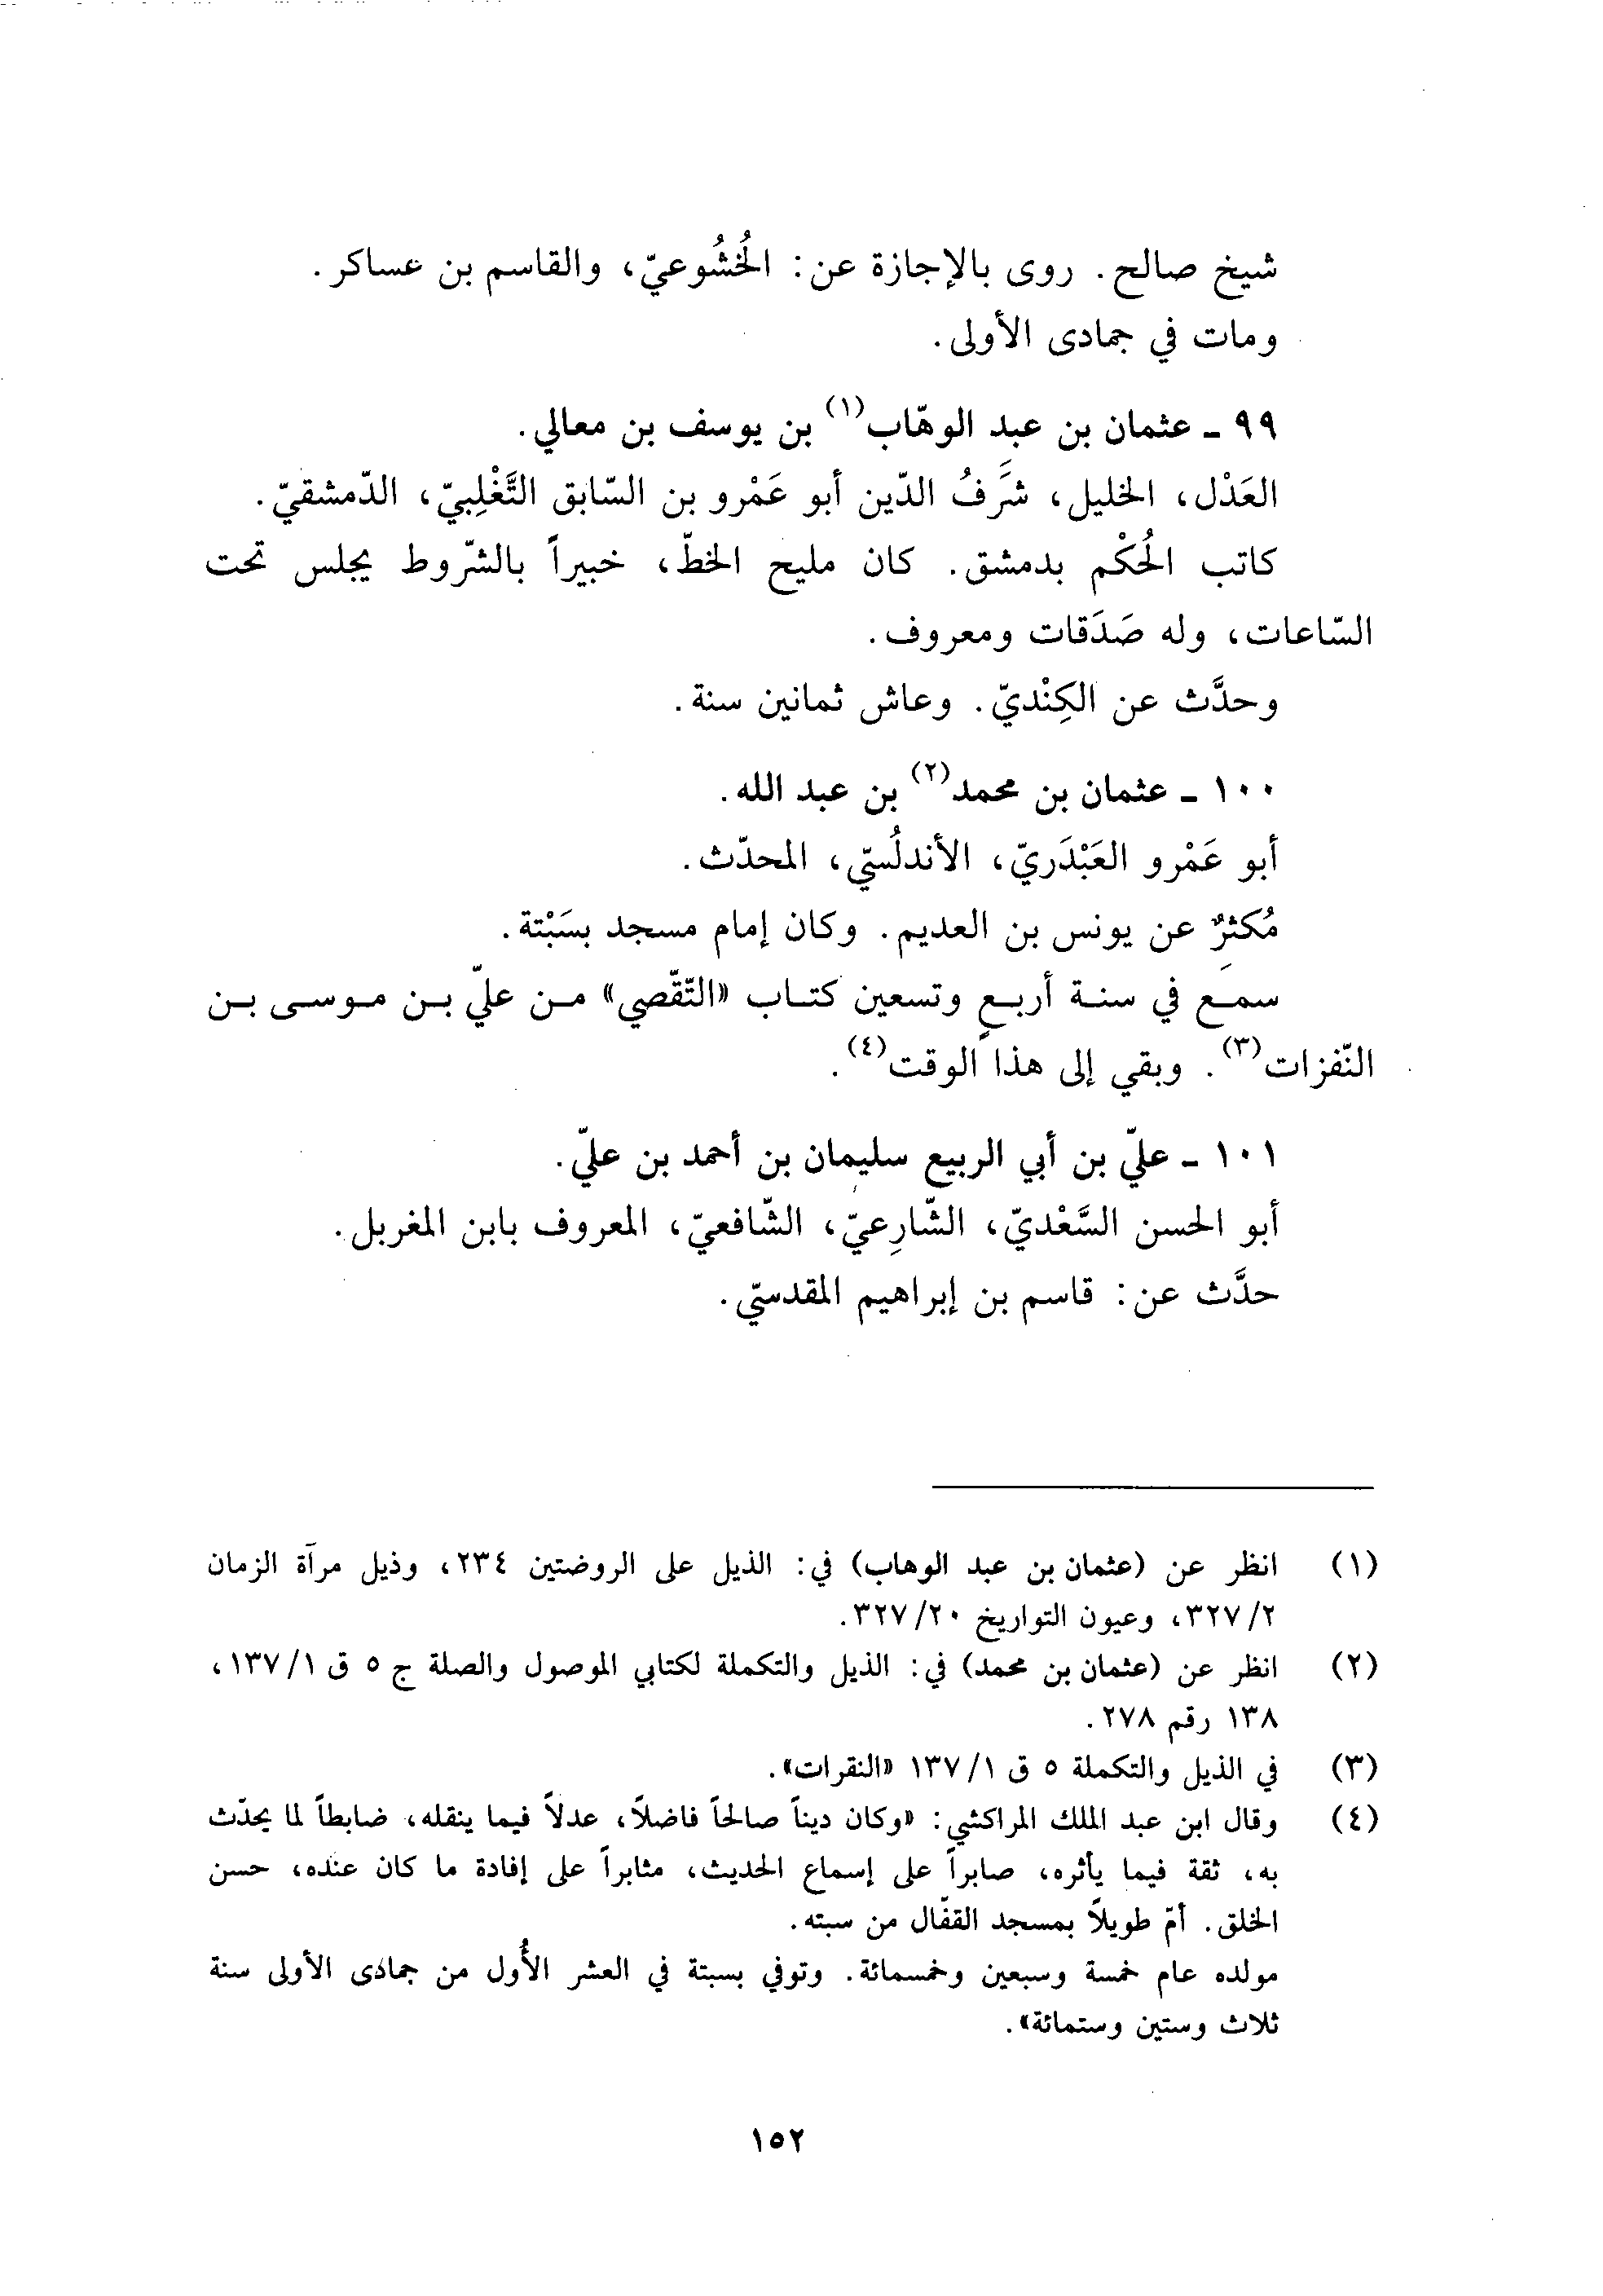 شيخ صالح. روى بالإجازة عن: الخُشُوعيّ، والقاسم بن عساكر.
ومات في جمادى الأولى.
٩٩ ـ عثمان بن عبد الوهّاب(١) بن يوسف بن معالي.
العَدْل، الخليل، شَرَفُ الدّين أبو عَمْرو بن السّابق التَّغْلِبيّ، الدّمشقيّ.
كاتب الحُكْم بدمشق. كان مليح الخطّ، خبيراً بالشّروط يجلس تحت
السّاعات، وله صَدَقات ومعروف.
وحدَّث عن الكِنْديّ. وعاش ثمانين سنة.
١٠٠ ـ عثمان بن محمد(٢) بن عبد الله.
أبو عَمْرو العَبْدَريّ، الأندلُسيّ، المحدّث.
مُكثِرٌ عن يونس بن العديم. وكان إمام مسجد بسَبْتة.
سمع في سنة أربعٍ وتسعين كتاب «التّقّصي» من عليّ بن موسى بن
النّفزات(٣). وبقي إلى هذا الوقت(٤).
١٠١ ـ عليّ بن أبي الربيع سليمان بن أحمد بن عليّ.
أبو الحسن السَّعْديّ، الشّارِعيّ، الشّافعيّ، المعروف بابن المغربل.
حدَّث عن: قاسم بن إبراهيم المقدسيّ.
(١) انظر عن (عثمان بن عبد الوهاب) في: الذيل على الروضتين ٢٣٤، وذيل مرآة الزمان
٣٢٧/٢، وعيون التواريخ ٣٢٧/٢٠.
(٢) انظر عن (عثمان بن محمد) في: الذيل والتكملة لكتابي الموصول والصلة ج ٥ ق ١٣٧/١،
١٣٨ رقم ٢٧٨.
(٣) في الذيل والتكملة ٥ ق ١٣٧/١ «النقرات».
(٤) وقال ابن عبد الملك المراكشي: «وكان ديناً صالحاً فاضلاً، عدلاً فيما ينقله، ضابطاً لما يحدّث
به، ثقة فيما يأثره، صابراً على إسماع الحديث، مثابراً على إفادة ما كان عنده، حسن
الخلق. أمّ طويلاً بمسجد القفّال من سبته.
مولده عام خمسة وسبعين وخمسمائة. وتوفي بسبتة في العشر الأُول من جمادى الأولى سنة
ثلاث وستين وستمائة».
١٥٢